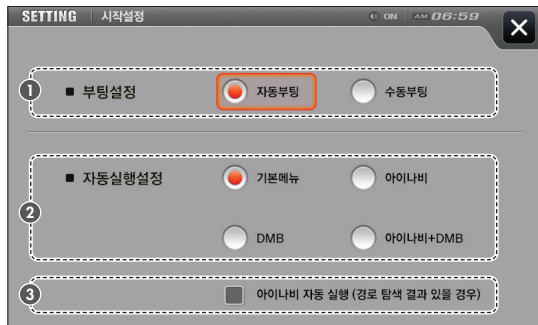 SETTING 시작설정 ON AM 06:59
1 ■ 부팅설정 자동부팅 수동부팅
2 ■ 자동실행설정 기본메뉴 아이나비
DMB 아이나비+DMB
3 아이나비 자동 실행 (경로 탐색 결과 있을 경우)